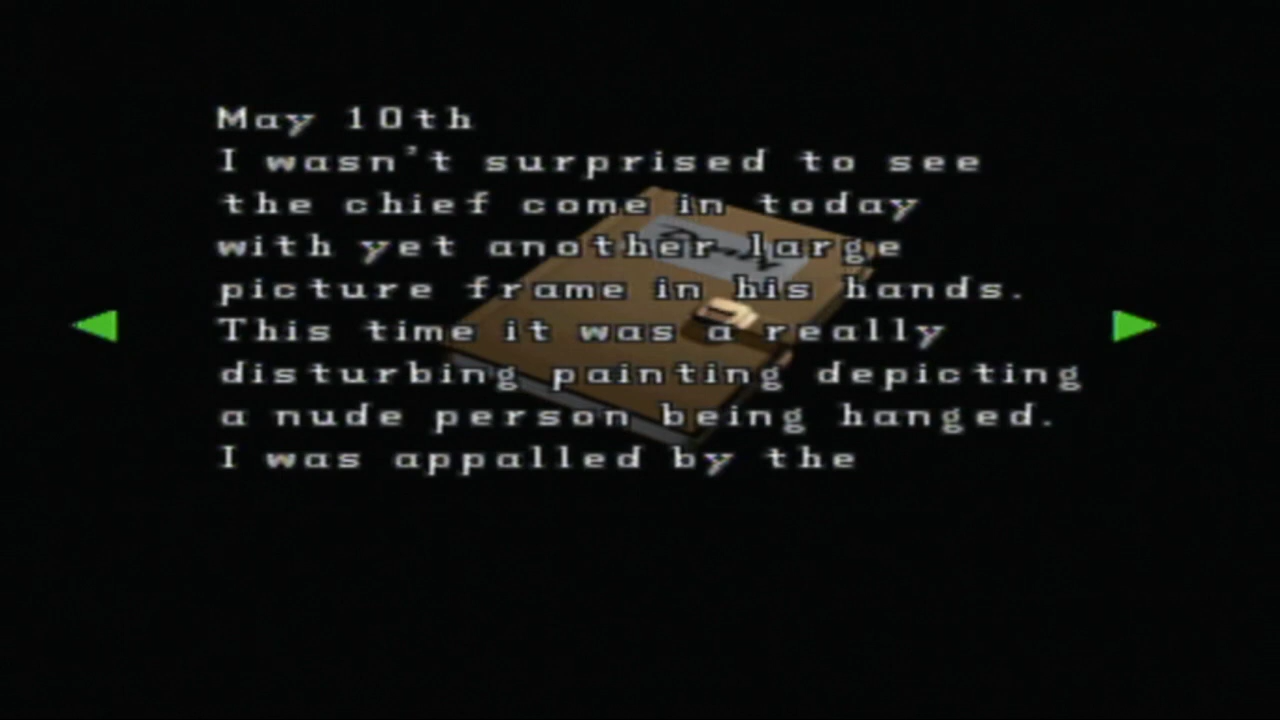 May 10th
I wasn't surprised to see
the chief come in today
with yet another large
picture frame in his hands.
This time it was a really
disturbing painting depicting
a nude person being hanged.
I was appalled by the